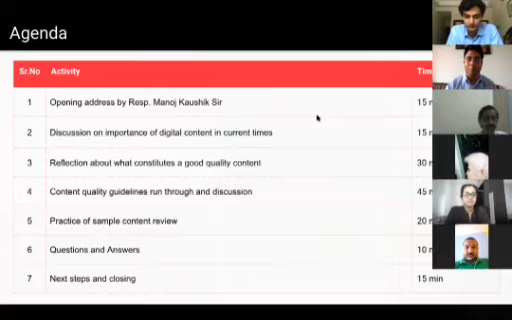 Agenda
Sr.No Activity
1 Opening address by Resp. Manoj Kaushik Sir 15
2 Discussion on importance of digital content in current times 15
3 Reflection about what constitutes a good quality content 30
4 Content quality guidelines run through and discussion 45
5 Practice of sample content review 20
6 Questions and Answers 10
7 Next steps and closing 15 min